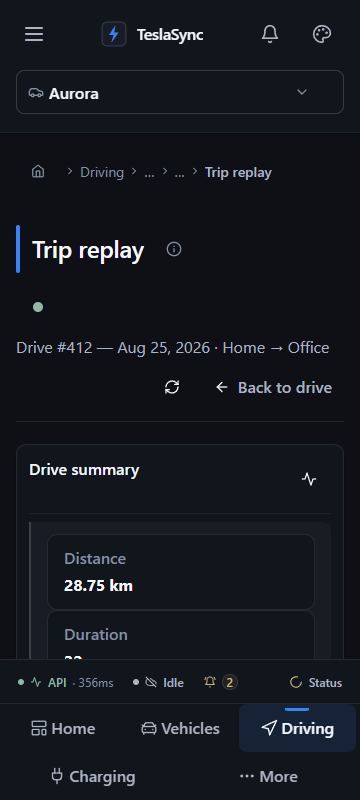 TeslaSync
Aurora
Driving > ... > ... > Trip replay
Trip replay
Drive #412 — Aug 25, 2026 · Home → Office
Back to drive
Drive summary
Distance
28.75 km
Duration
API · 356ms
Idle
2
Status
Home
Vehicles
Driving
Charging
More